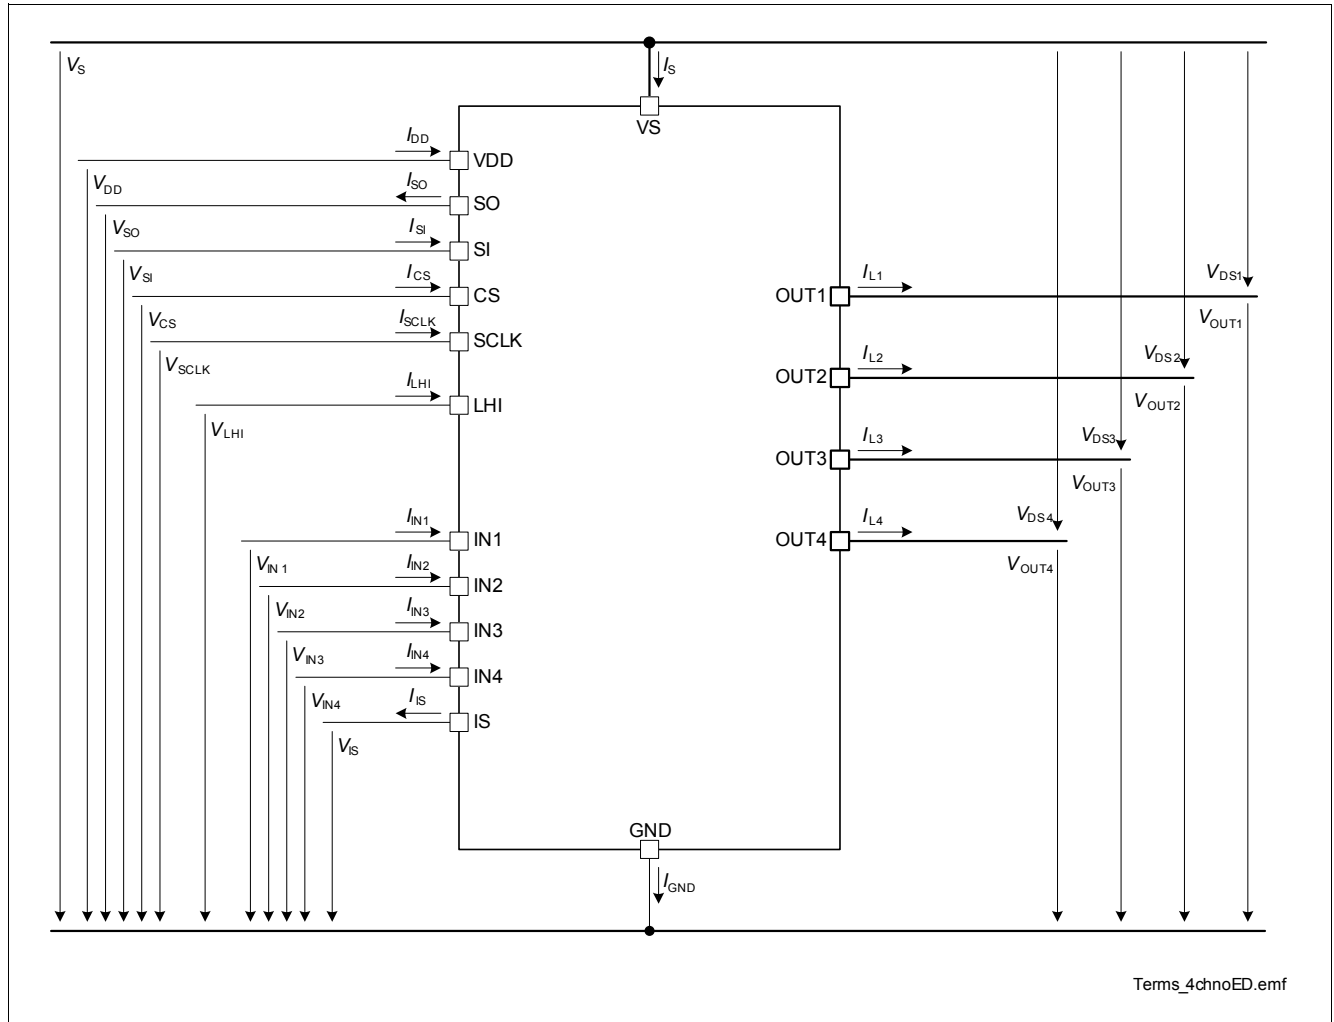 VS
IS
VS
IDD
VDD
VDD
ISO
SO
VSO
ISI
SI
VSI
ICS
CS
VCS
ISCLK
SCLK
VSCLK
ILHI
LHI
VLHI
IIN1
IN1
VIN 1
IIN2
IN2
VIN2
IIN3
IN3
VIN3
IIN4
IN4
VIN4
IIS
IS
VIS
OUT1
IL1
VDS1
VOUT1
OUT2
IL2
VDS2
VOUT2
OUT3
IL3
VDS3
VOUT3
OUT4
IL4
VDS4
VOUT4
GND
IGND
Terms_4chnoED.emf